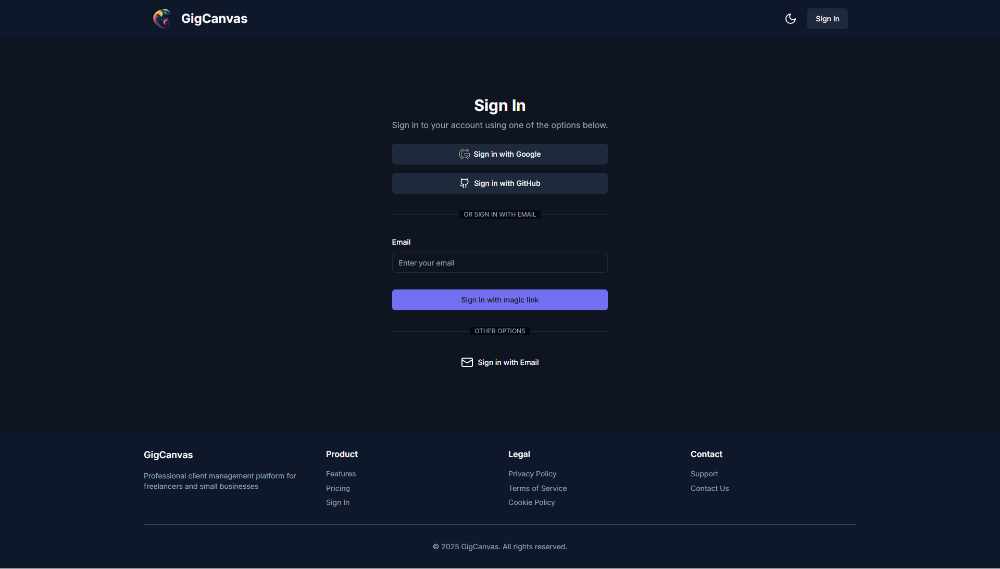 GigCanvas
Sign In
Sign In
Sign in to your account using one of the options below.
Sign in with Google
Sign in with GitHub
OR SIGN IN WITH EMAIL
Email
Enter your email
Sign in with magic link
OTHER OPTIONS
Sign in with Email
GigCanvas
Professional client management platform for
freelancers and small businesses
Product
Features
Pricing
Sign In
Legal
Privacy Policy
Terms of Service
Cookie Policy
Contact
Support
Contact Us
© 2025 GigCanvas. All rights reserved.